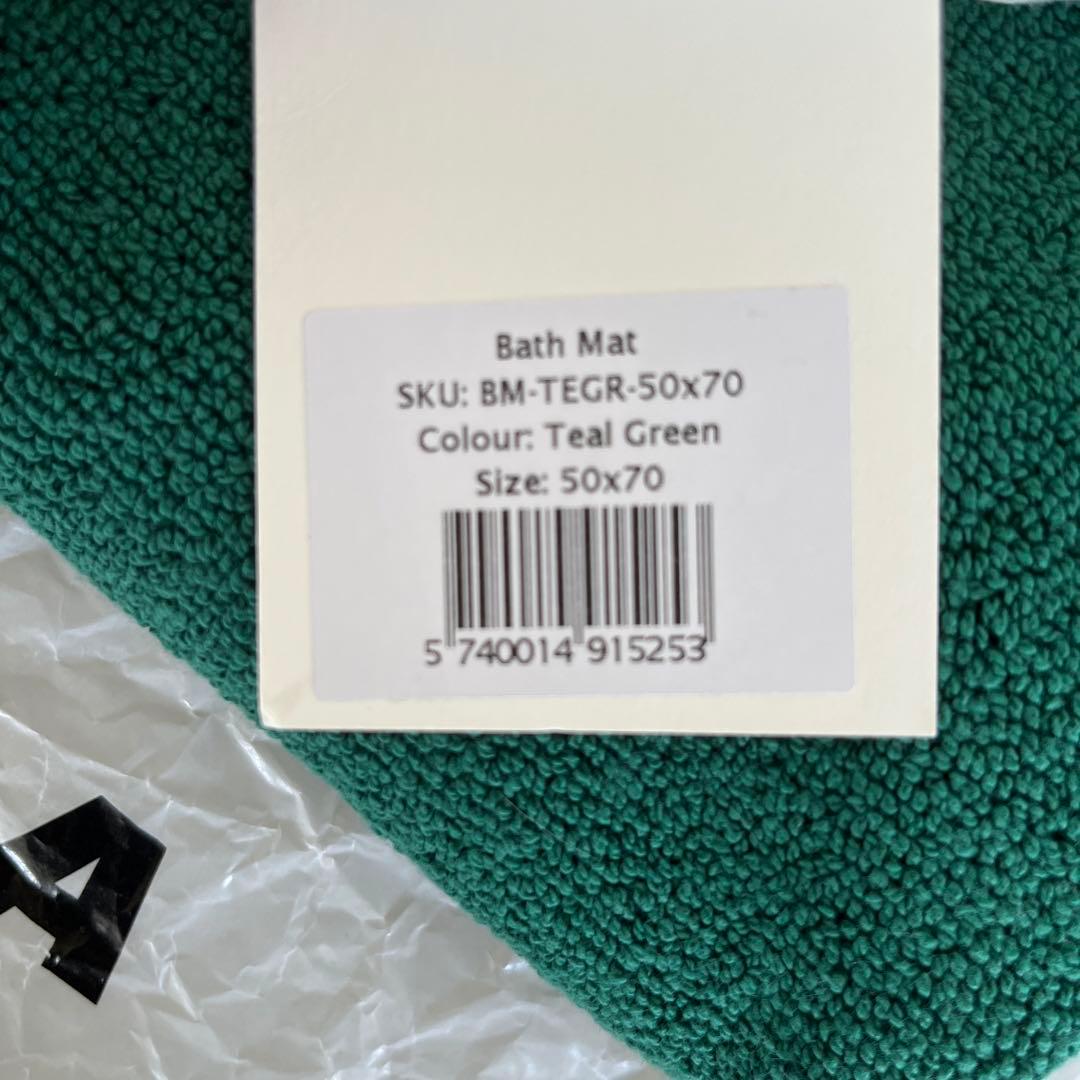 Bath Mat
SKU: BM-TEGR-50x70
Colour: Teal Green
Size: 50x70
5 740014 915253
A